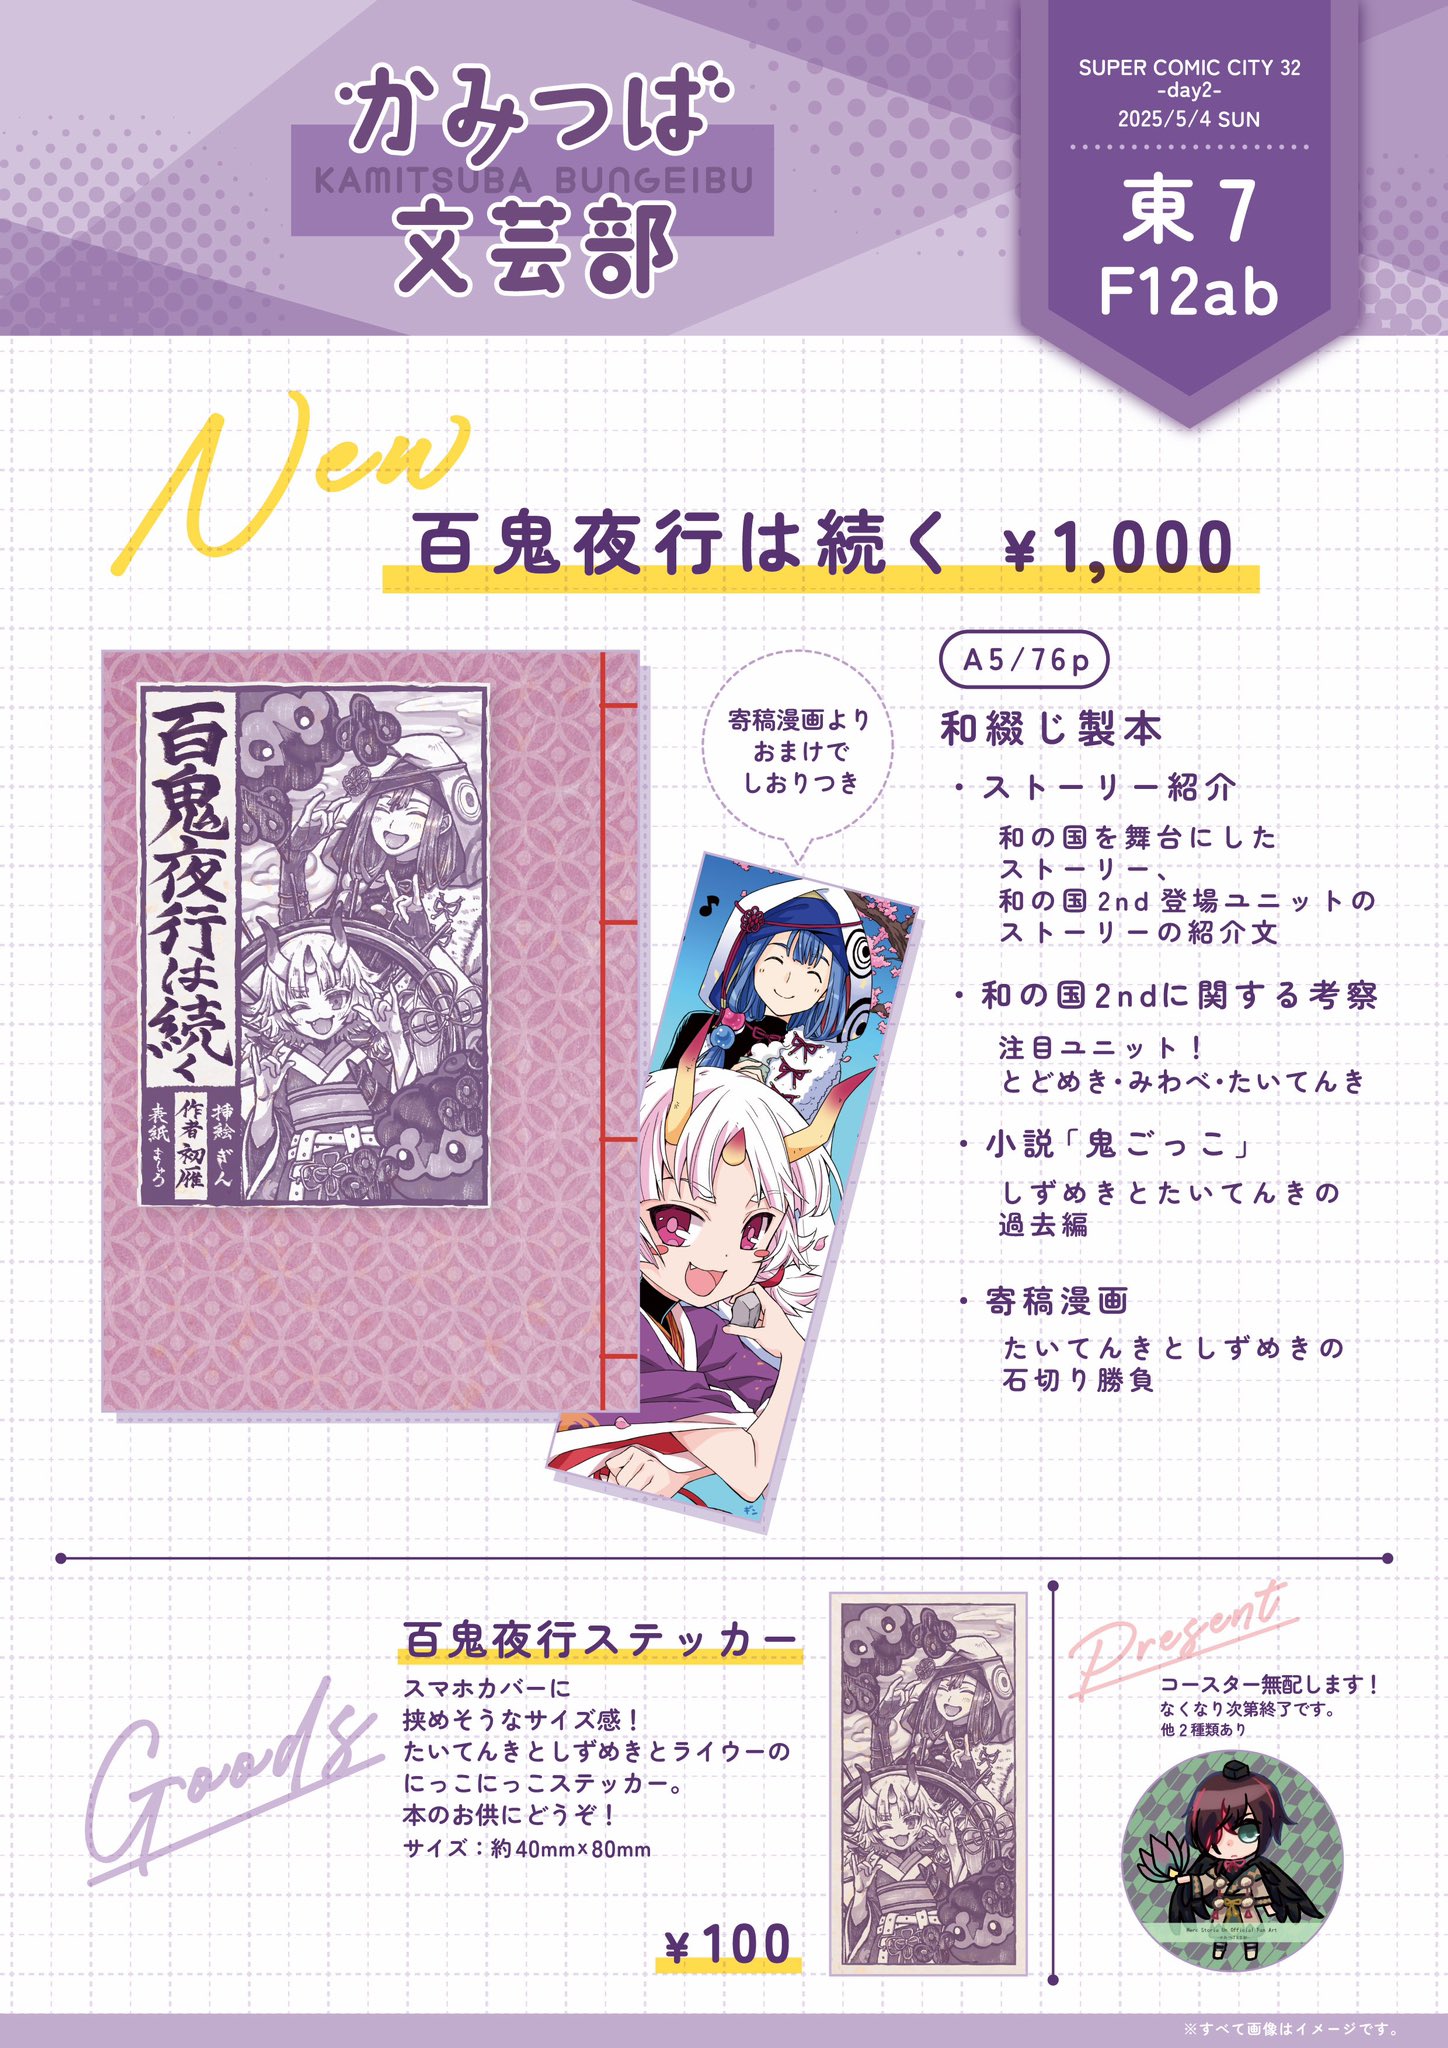 かみつば
KAMITSUBA BUNGEIBU
文芸部
SUPER COMIC CITY 32
-day2-
2025/5/4 SUN
東7
F12ab
New
百鬼夜行は続く ¥1,000
百鬼夜行は続く
挿絵 ぎん
作者 初雁
表紙 ましろ
寄稿漫画より
おまけで
しおりつき
ギン
A5/76p
和綴じ製本
・ストーリー紹介
和の国を舞台にした
ストーリー、
和の国2nd登場ユニットの
ストーリーの紹介文
・和の国2ndに関する考察
注目ユニット!
とどめき・みわべ・たいてんき
・小説「鬼ごっこ」
しずめきとたいてんきの
過去編
・寄稿漫画
たいてんきとしずめきの
石切り勝負
Goods
百鬼夜行ステッカー
スマホカバーに
挟めそうなサイズ感!
たいてんきとしずめきとライウーの
にっこにっこステッカー。
本のお供にどうぞ!
サイズ:約40mm×80mm
¥100
Present
コースター無配します!
なくなり次第終了です。
他2種類あり
※すべて画像はイメージです。